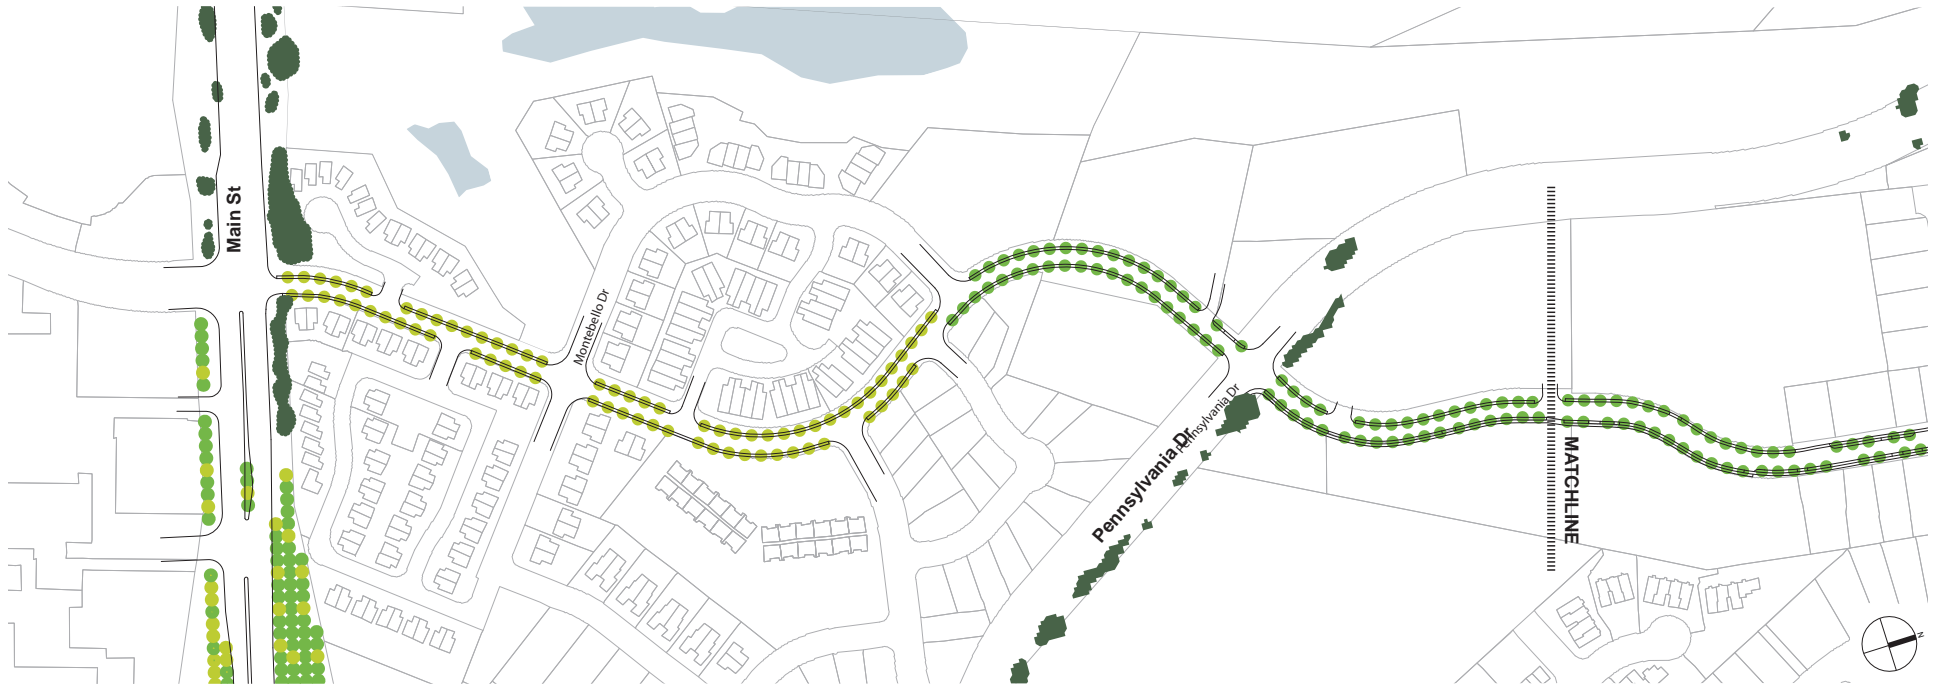 Main St
Montebello Dr
Pennsylvania Dr
Pennsylvania Dr
MATCHLINE
N